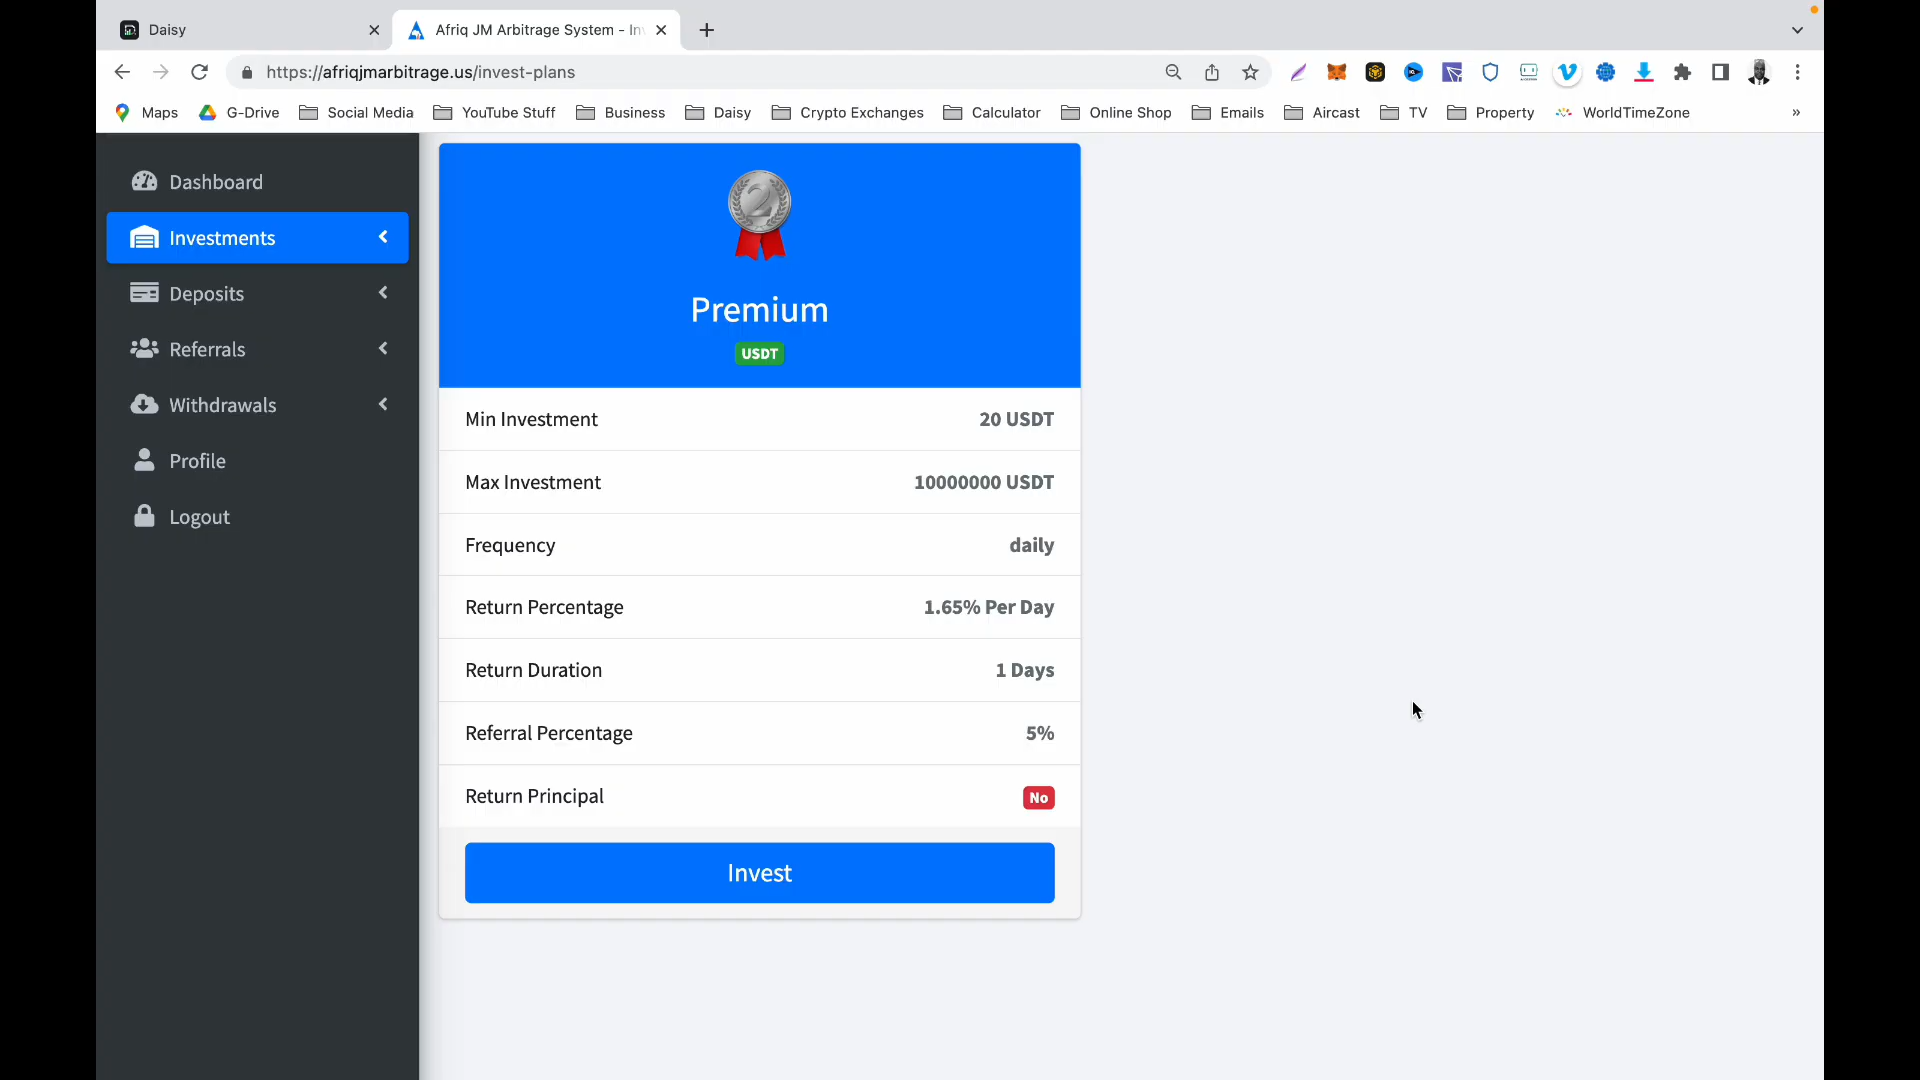 Daisy
Afriq JM Arbitrage System - In
https://afriqjmarbitrage.us/invest-plans
Maps G-Drive Social Media YouTube Stuff Business Daisy Crypto Exchanges Calculator Online Shop Emails Aircast TV Property WorldTimeZone »
Dashboard
Investments
Deposits
Referrals
Withdrawals
Profile
Logout
2
Premium
USDT
Min Investment 20 USDT
Max Investment 10000000 USDT
Frequency daily
Return Percentage 1.65% Per Day
Return Duration 1 Days
Referral Percentage 5%
Return Principal No
Invest